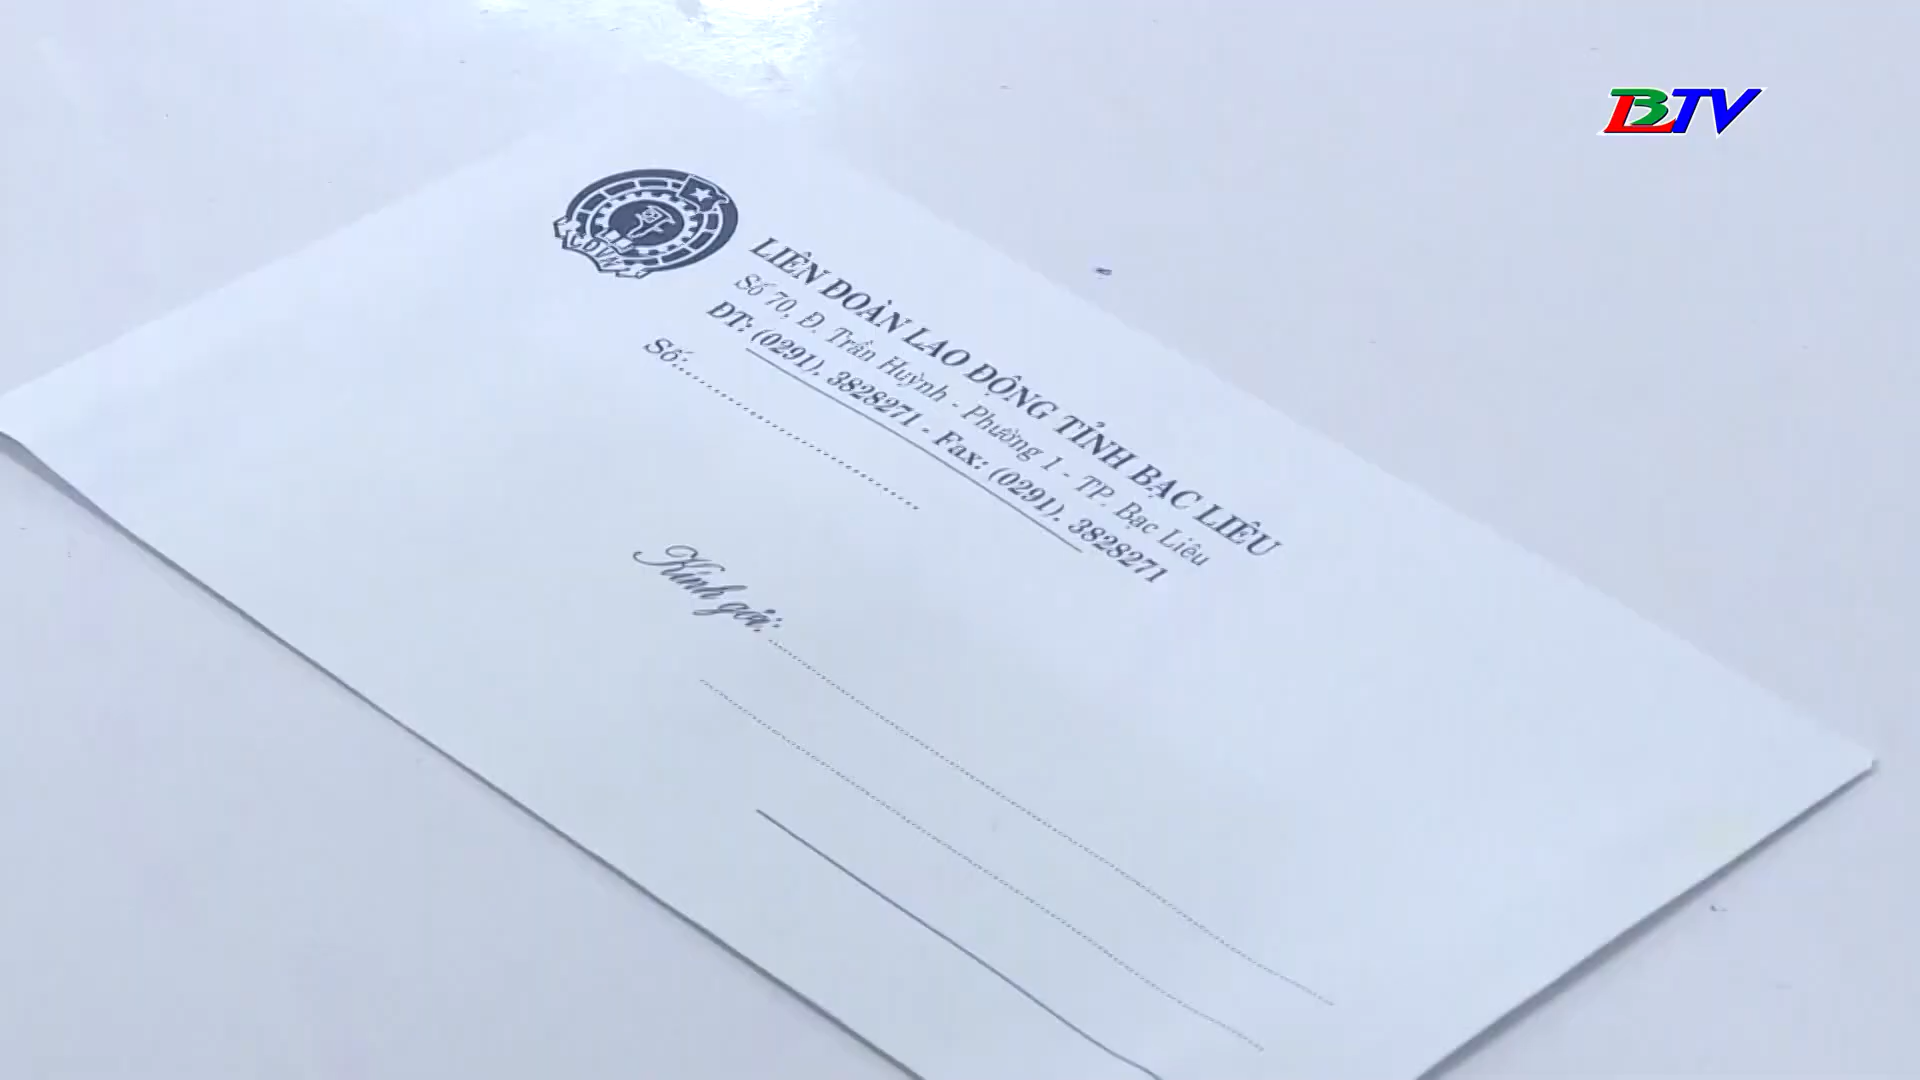 BTV
CĐVN
LIÊN ĐOÀN LAO ĐỘNG TỈNH BẠC LIÊU
Số 70, Đ. Trần Huỳnh - Phường 1 - TP. Bạc Liêu
ĐT: (0291). 3828271 - Fax: (0291). 3828271
Số:
Kính gởi: